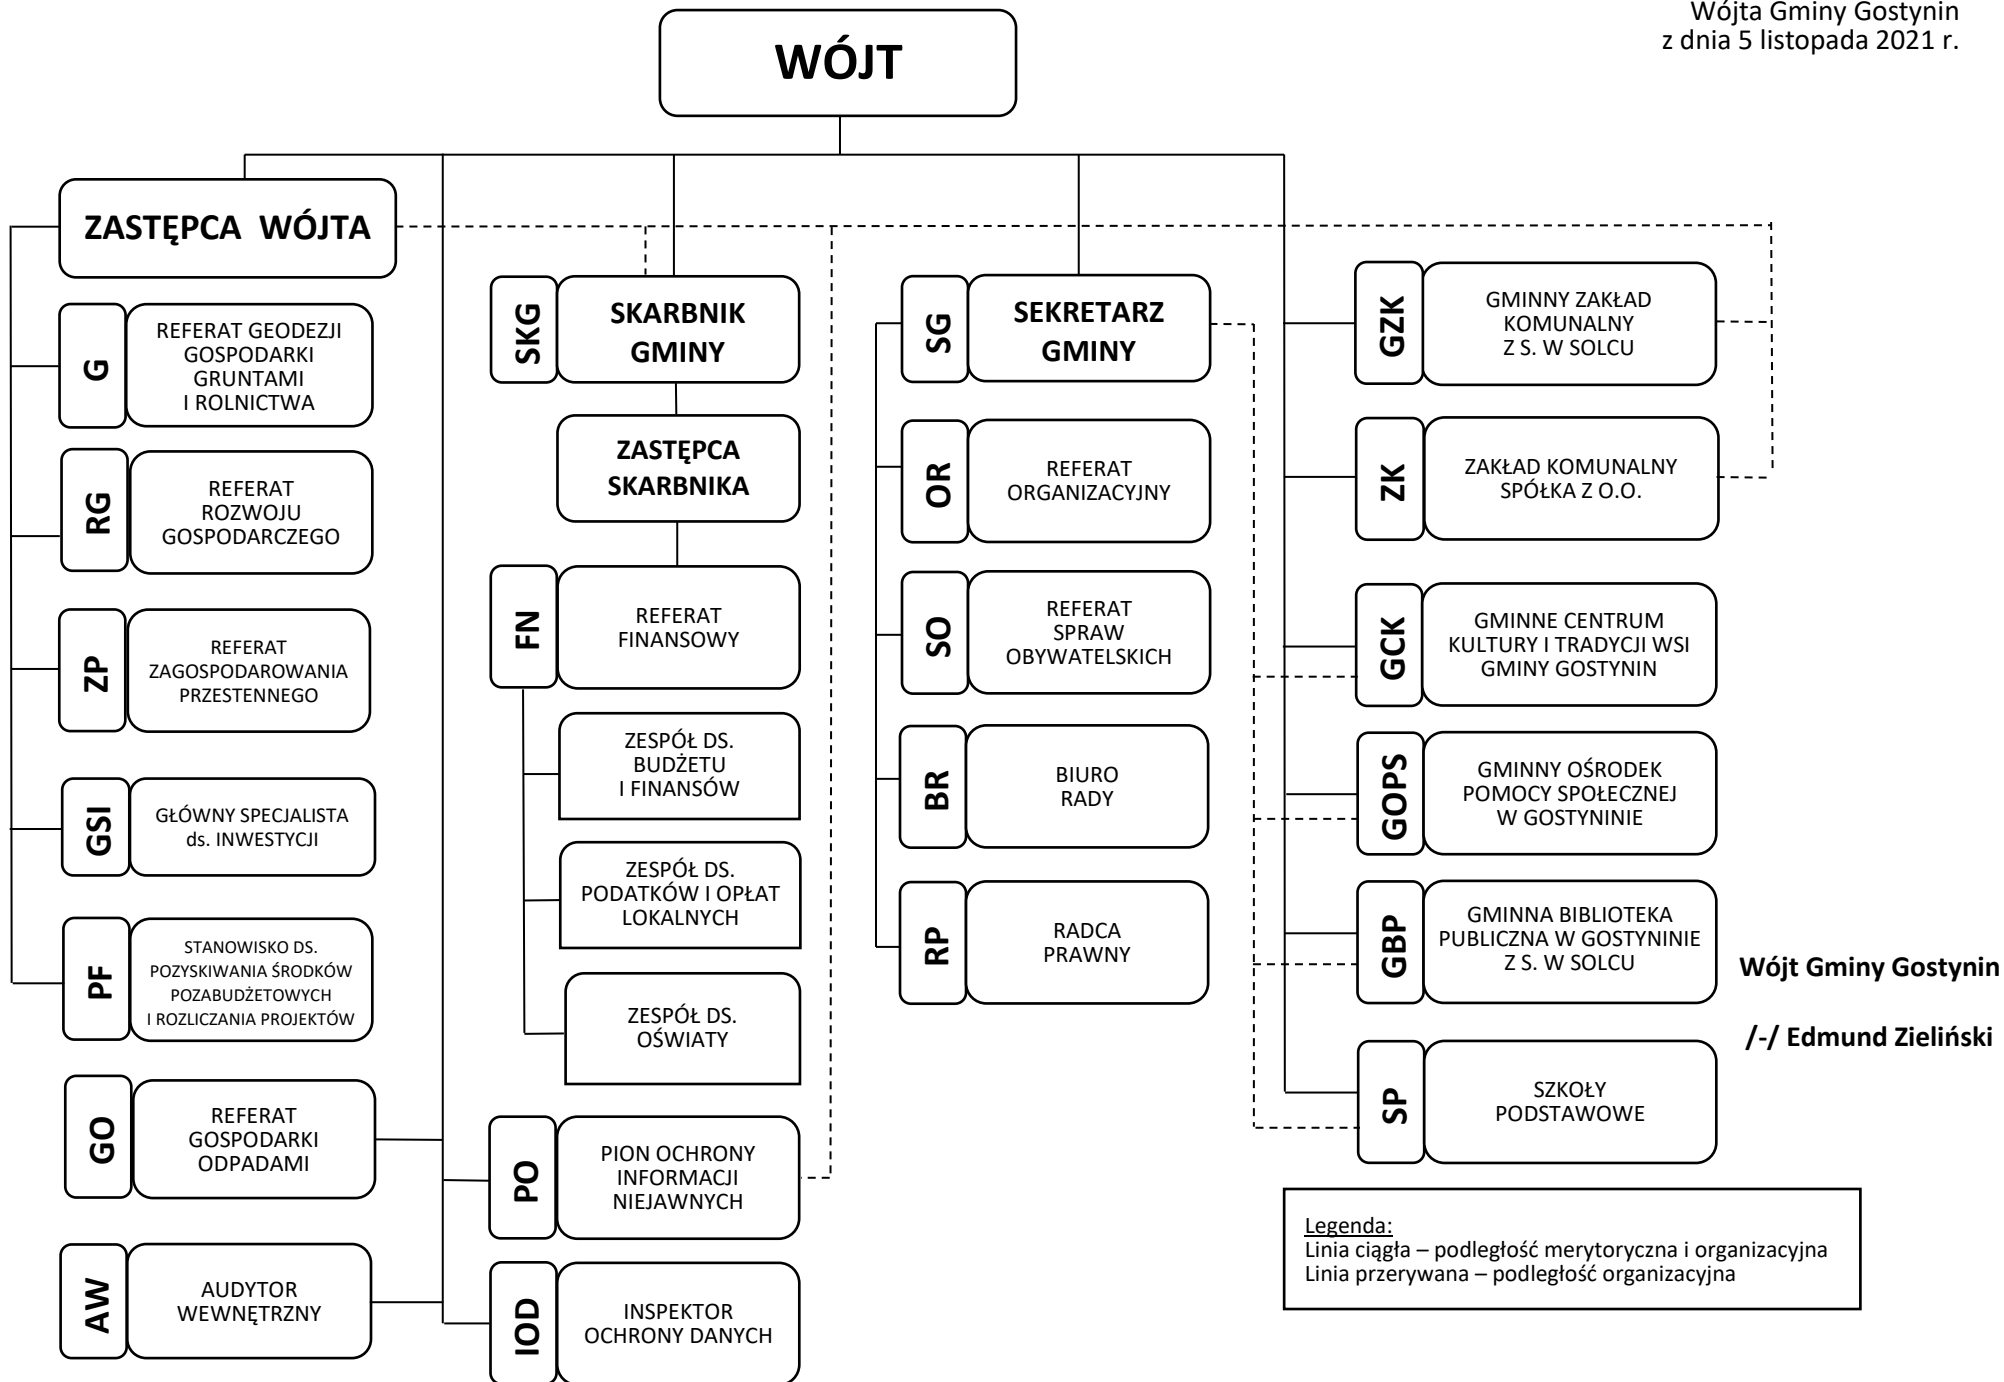 Wójta Gminy Gostynin
z dnia 5 listopada 2021 r.
WÓJT
ZASTĘPCA WÓJTA
G
REFERAT GEODEZJI
GOSPODARKI
GRUNTAMI
I ROLNICTWA
RG
REFERAT
ROZWOJU
GOSPODARCZEGO
ZP
REFERAT
ZAGOSPODAROWANIA
PRZESTENNEGO
GSI
GŁÓWNY SPECJALISTA
ds. INWESTYCJI
PF
STANOWISKO DS.
POZYSKIWANIA ŚRODKÓW
POZABUDŻETOWYCH
I ROZLICZANIA PROJEKTÓW
GO
REFERAT
GOSPODARKI
ODPADAMI
AW
AUDYTOR
WEWNĘTRZNY
SKG
SKARBNIK
GMINY
ZASTĘPCA
SKARBNIKA
FN
REFERAT
FINANSOWY
ZESPÓŁ DS.
BUDŻETU
I FINANSÓW
ZESPÓŁ DS.
PODATKÓW I OPŁAT
LOKALNYCH
ZESPÓŁ DS.
OŚWIATY
PO
PION OCHRONY
INFORMACJI
NIEJAWNYCH
IOD
INSPEKTOR
OCHRONY DANYCH
SG
SEKRETARZ
GMINY
OR
REFERAT
ORGANIZACYJNY
SO
REFERAT
SPRAW
OBYWATELSKICH
BR
BIURO
RADY
RP
RADCA
PRAWNY
GZK
GMINNY ZAKŁAD
KOMUNALNY
Z S. W SOLCU
ZK
ZAKŁAD KOMUNALNY
SPÓŁKA Z O.O.
GCK
GMINNE CENTRUM
KULTURY I TRADYCJI WSI
GMINY GOSTYNIN
GOPS
GMINNY OŚRODEK
POMOCY SPOŁECZNEJ
W GOSTYNINIE
GBP
GMINNA BIBLIOTEKA
PUBLICZNA W GOSTYNINIE
Z S. W SOLCU
SP
SZKOŁY
PODSTAWOWE
Wójt Gminy Gostynin
/-/ Edmund Zieliński
Legenda:
Linia ciągła – podległość merytoryczna i organizacyjna
Linia przerywana – podległość organizacyjna